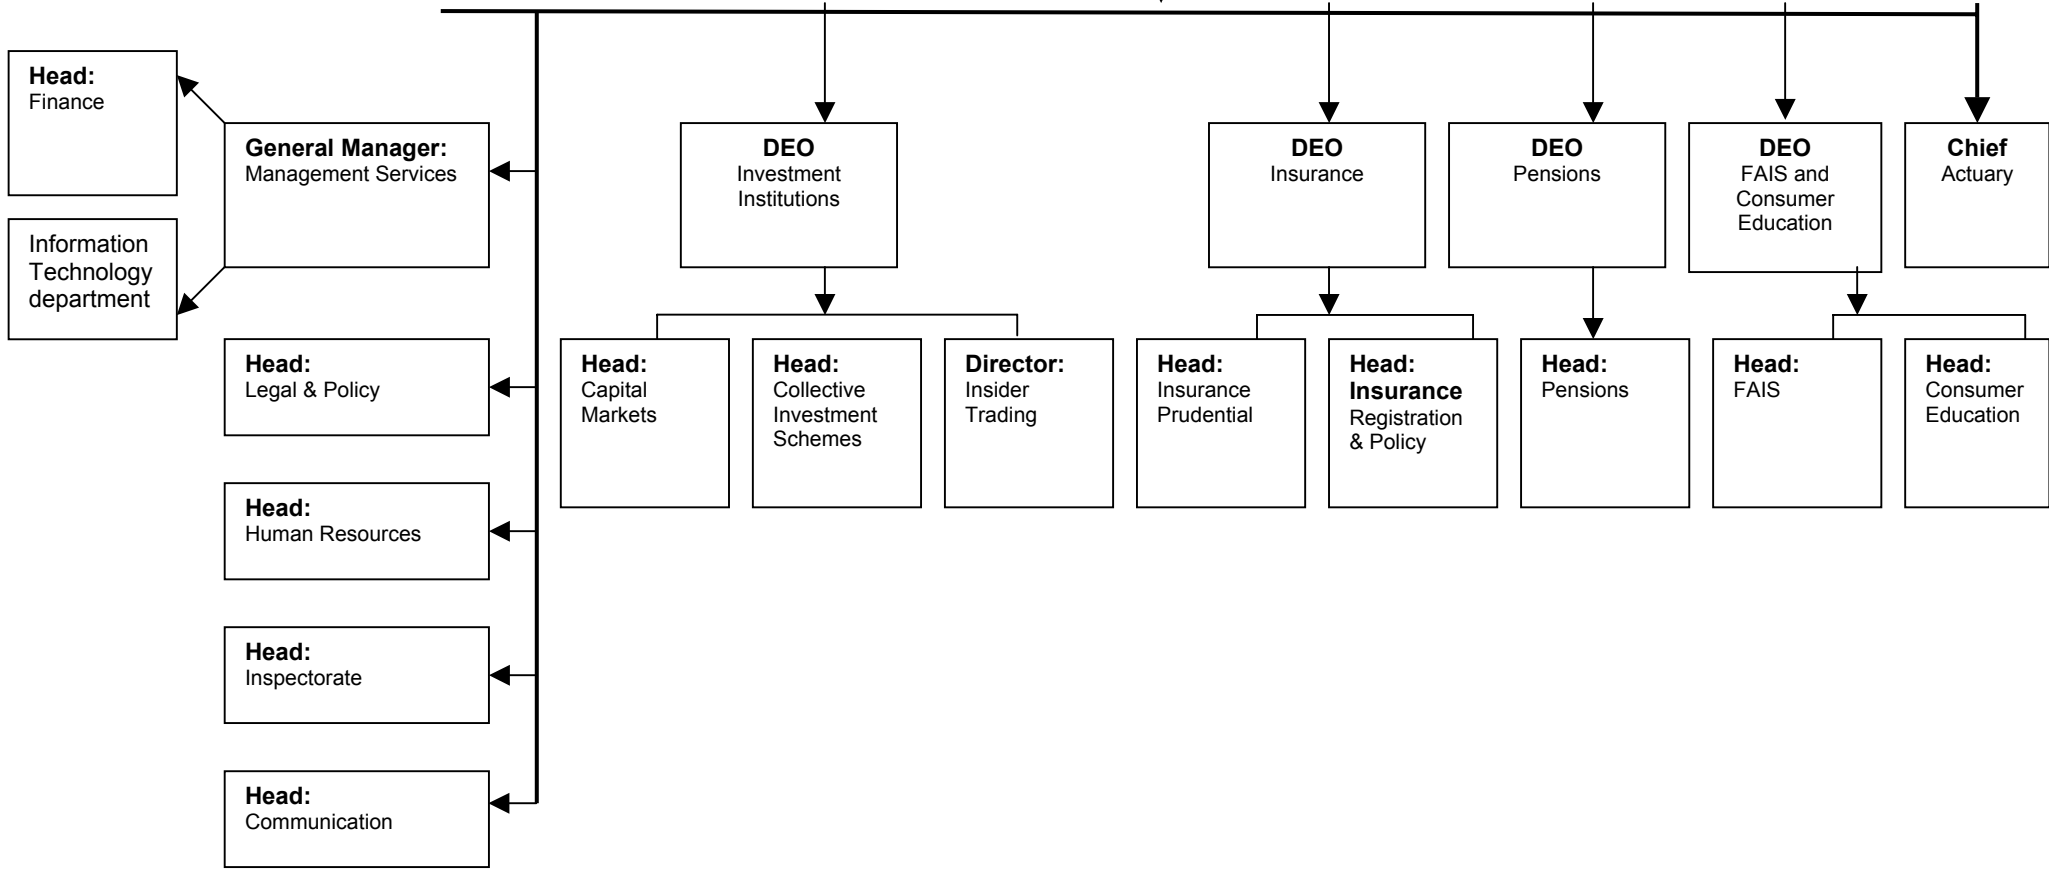 Head:
Finance
General Manager:
Management Services
DEO
Investment
Institutions
DEO
Insurance
DEO
Pensions
DEO
FAIS and
Consumer
Education
Chief
Actuary
Information
Technology
department
Head:
Legal & Policy
Head:
Capital
Markets
Head:
Collective
Investment
Schemes
Director:
Insider
Trading
Head:
Insurance
Prudential
Head:
Insurance
Registration
& Policy
Head:
Pensions
Head:
FAIS
Head:
Consumer
Education
Head:
Human Resources
Head:
Inspectorate
Head:
Communication